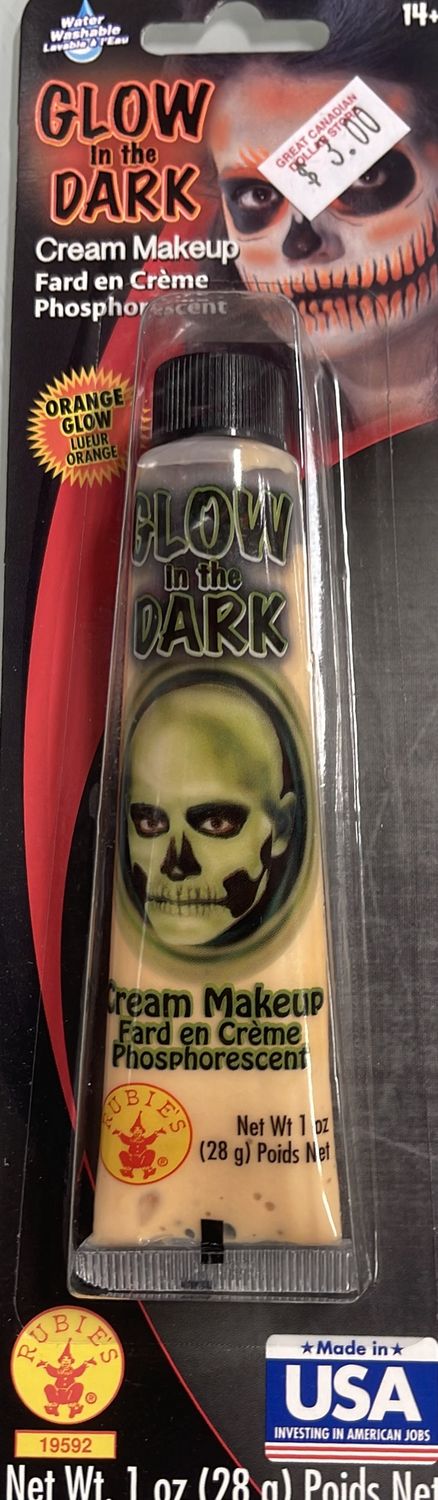 Water
Washable
Lavable à l'Eau
14+
GLOW
in the
DARK
GREAT CANADIAN
DOLLAR STORE
$ 3.00
Cream Makeup
Fard en Crème
Phosphorescent
ORANGE
GLOW
LUEUR
ORANGE
GLOW
in the
DARK
Cream Makeup
Fard en Crème
Phosphorescent
RUBIE'S
®
Net Wt 1 oz
(28 g) Poids Net
RUBIE'S
®
19592
★Made in★
USA
INVESTING IN AMERICAN JOBS
Net Wt. 1 oz (28 g) Poids Net